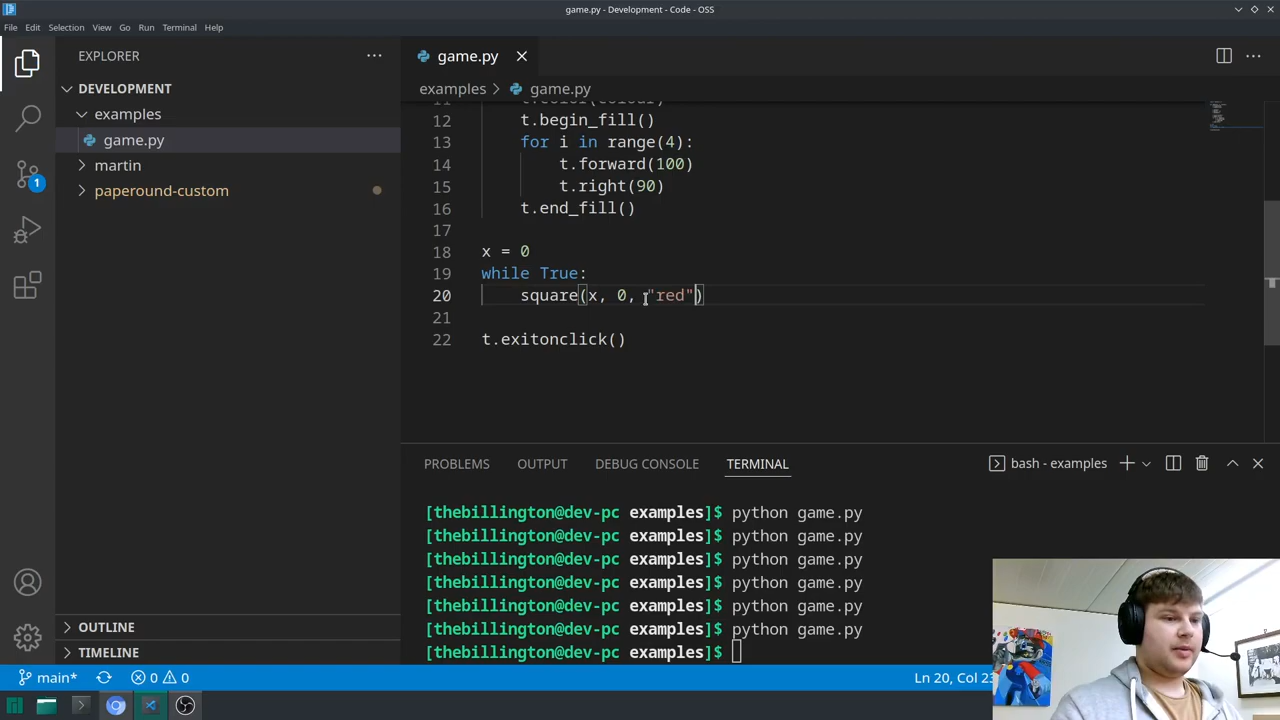 game.py - Development - Code - OSS
File Edit Selection View Go Run Terminal Help
EXPLORER
game.py
DEVELOPMENT
examples > game.py
examples
game.py
martin
paperound-custom
1
11 t.color(colour)
12 t.begin_fill()
13 for i in range(4):
14 t.forward(100)
15 t.right(90)
16 t.end_fill()
17
18 x = 0
19 while True:
20 square(x, 0, "red")
21
22 t.exitonclick()
PROBLEMS OUTPUT DEBUG CONSOLE TERMINAL
bash - examples
[thebillington@dev-pc examples]$ python game.py
[thebillington@dev-pc examples]$ python game.py
[thebillington@dev-pc examples]$ python game.py
[thebillington@dev-pc examples]$ python game.py
[thebillington@dev-pc examples]$ python game.py
[thebillington@dev-pc examples]$ python game.py
[thebillington@dev-pc examples]$
OUTLINE
TIMELINE
main* 0 0
Ln 20, Col 23